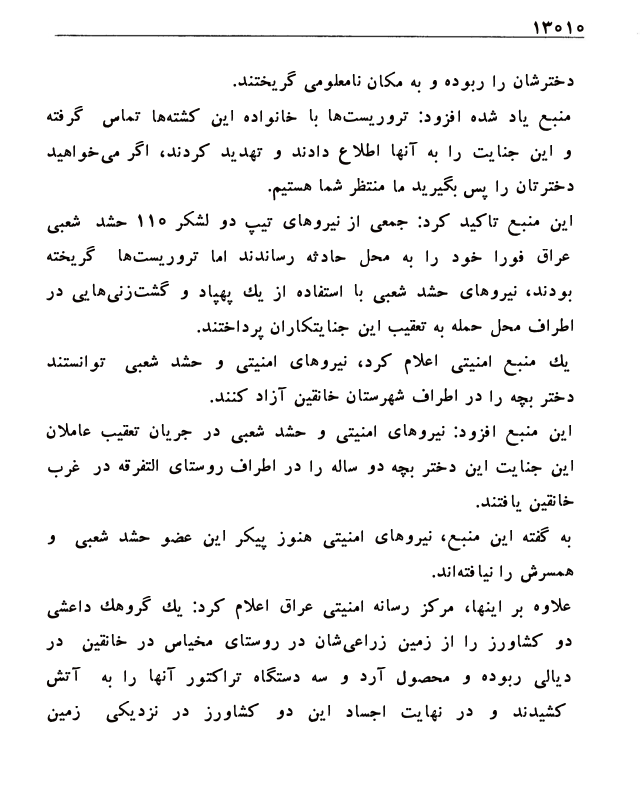 ۱۳۰۱۰
دخترشان را ربوده و به مکان نامعلومی گریختند.
منبع یاد شده افزود: تروریست‌ها با خانواده این کشته‌ها تماس گرفته
و این جنایت را به آنها اطلاع دادند و تهدید کردند، اگر می‌خواهید
دخترتان را پس بگیرید ما منتظر شما هستیم.
این منبع تاکید کرد: جمعی از نیروهای تیپ دو لشکر ۱۱۰ حشد شعبی
عراق فورا خود را به محل حادثه رساندند اما تروریست‌ها گریخته
بودند، نیروهای حشد شعبی با استفاده از یك پهپاد و گشت‌زنی‌هایی در
اطراف محل حمله به تعقیب این جنایتکاران پرداختند.
یك منبع امنیتی اعلام کرد، نیروهای امنیتی و حشد شعبی توانستند
دختر بچه را در اطراف شهرستان خانقین آزاد کنند.
این منبع افزود: نیروهای امنیتی و حشد شعبی در جریان تعقیب عاملان
این جنایت این دختر بچه دو ساله را در اطراف روستای التفرقه در غرب
خانقین یافتند.
به گفته این منبع، نیروهای امنیتی هنوز پیکر این عضو حشد شعبی و
همسرش را نیافته‌اند.
علاوه بر اینها، مرکز رسانه امنیتی عراق اعلام کرد: یك گروهك داعشی
دو کشاورز را از زمین زراعی‌شان در روستای مخیاس در خانقین در
دیالی ربوده و محصول آرد و سه دستگاه تراکتور آنها را به آتش
کشیدند و در نهایت اجساد این دو کشاورز در نزدیکی زمین